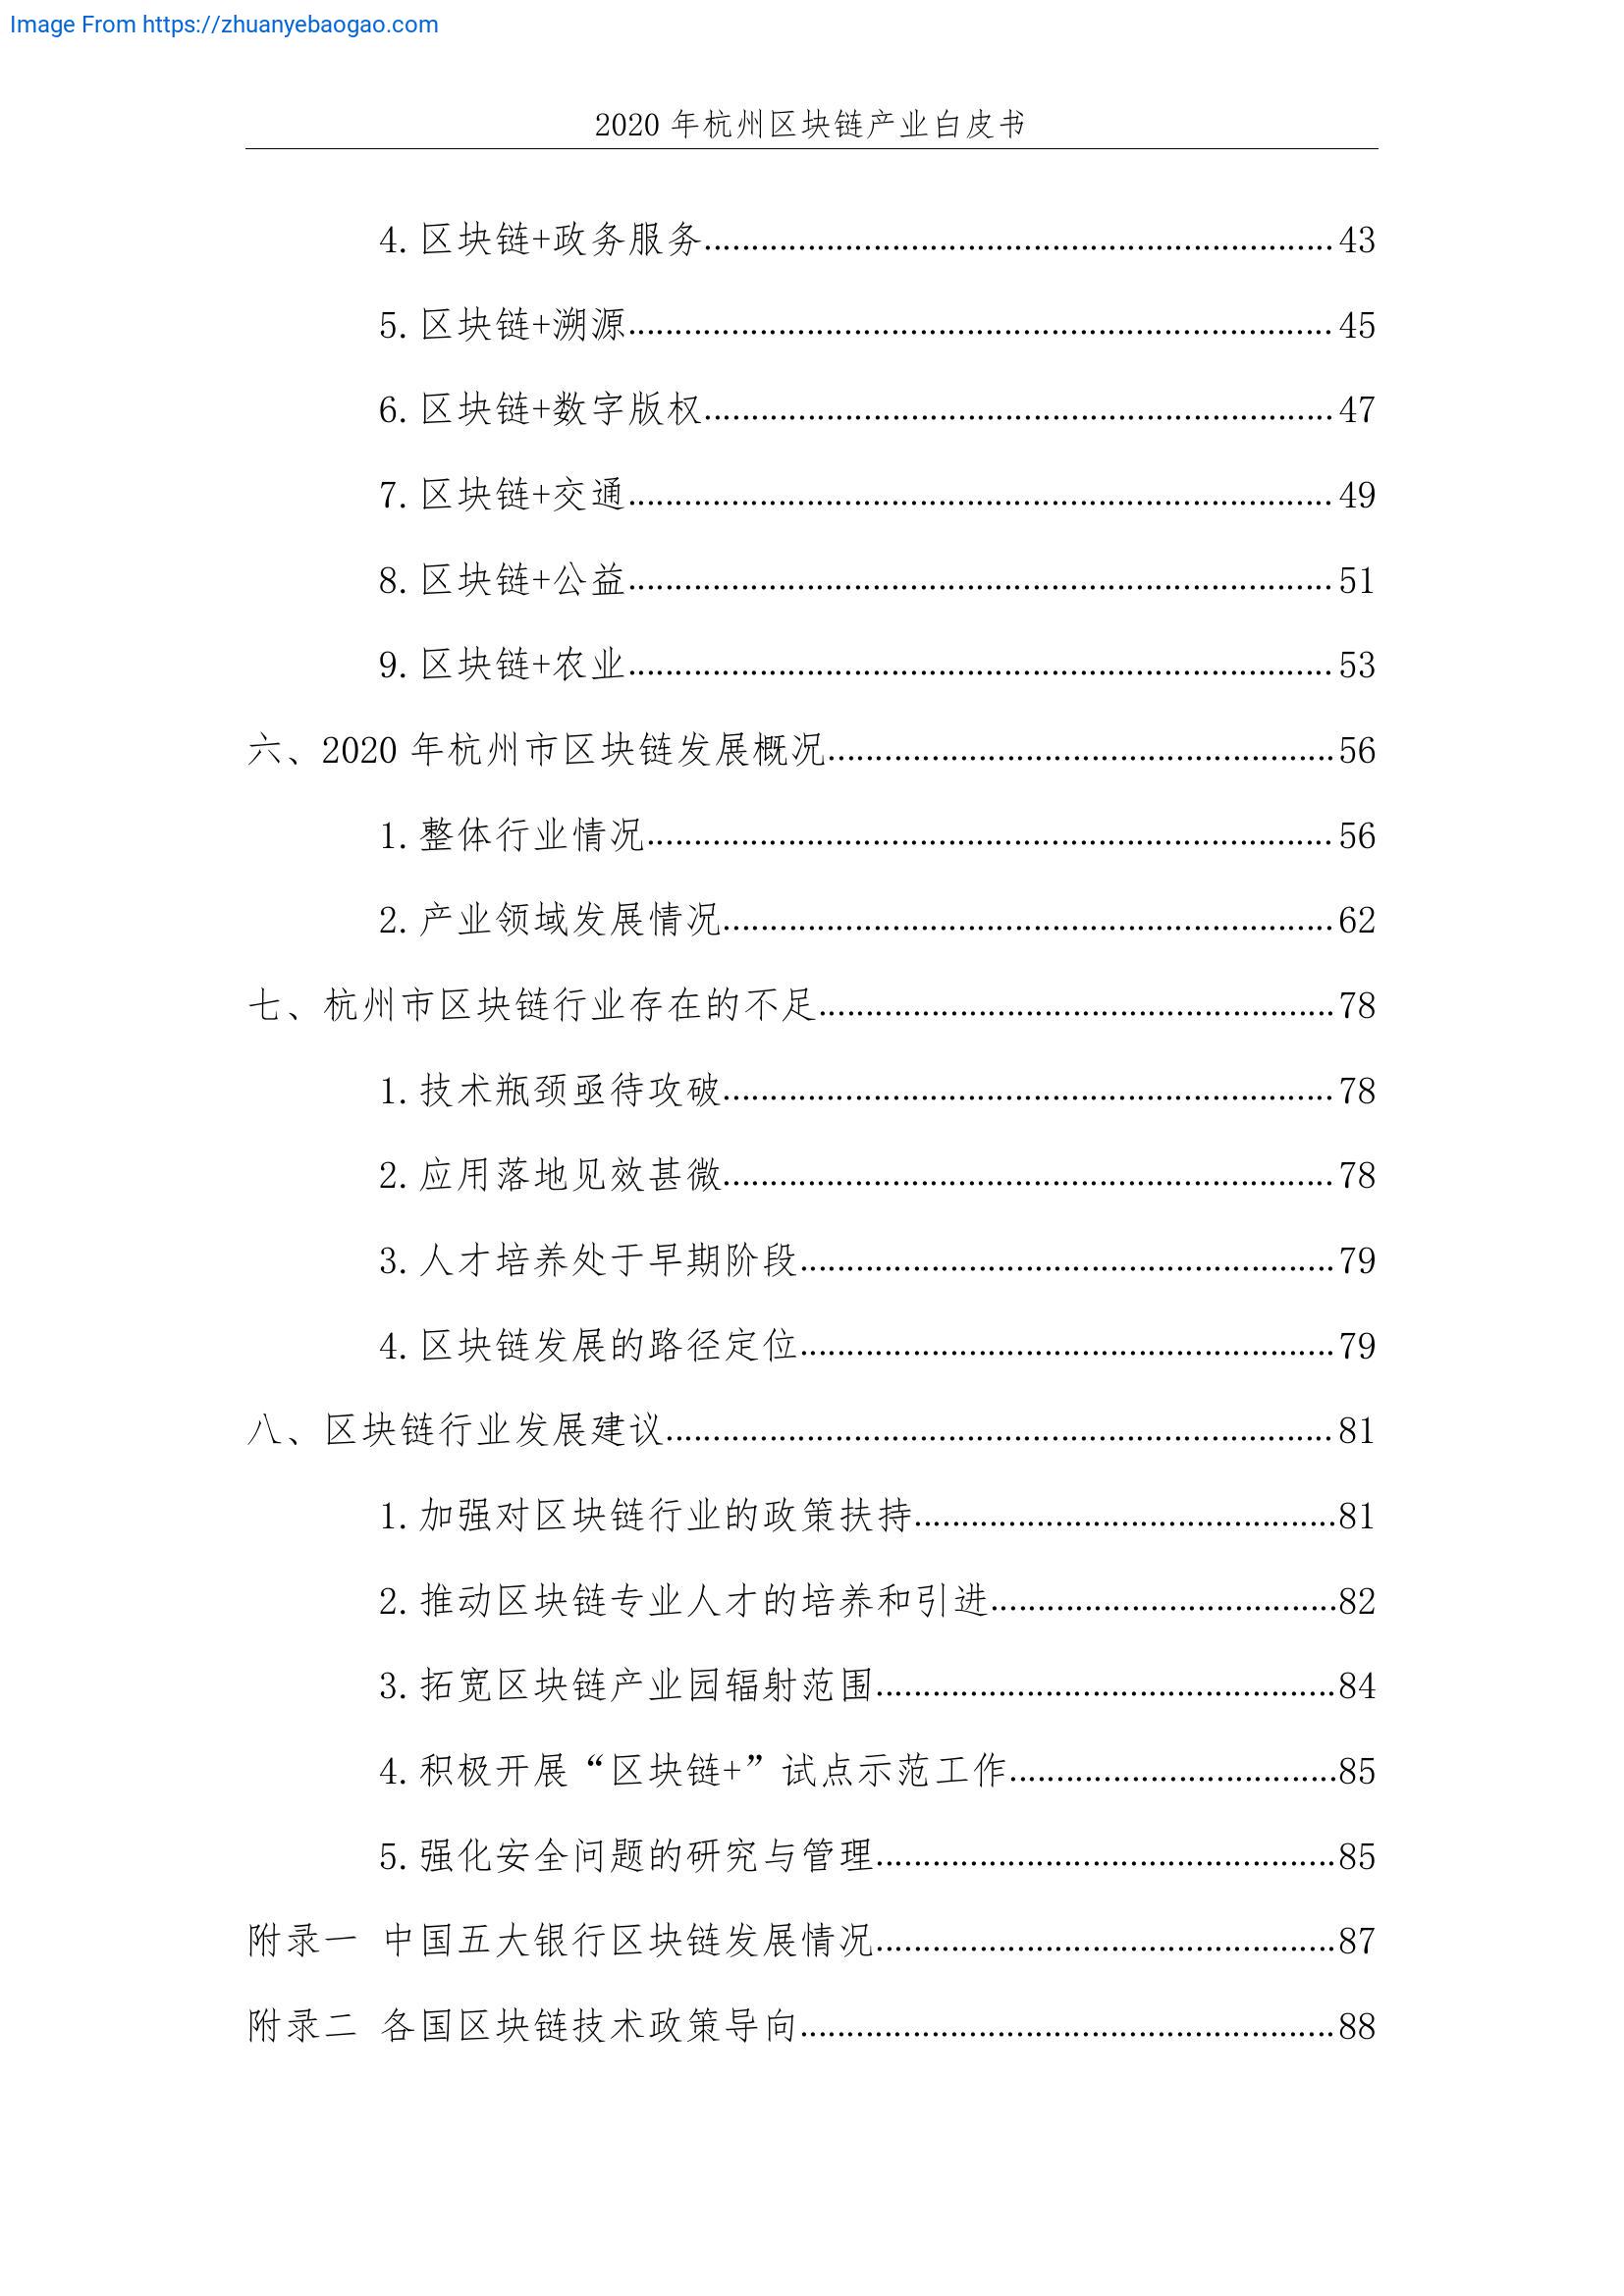 Image From https://zhuanyebaogao.com
2020 年杭州区块链产业白皮书
4.区块链+政务服务........................43
5.区块链+溯源........................45
6.区块链+数字版权........................47
7.区块链+交通........................49
8.区块链+公益........................51
9.区块链+农业........................53
六、2020 年杭州市区块链发展概况........................56
1.整体行业情况........................56
2.产业领域发展情况........................62
七、杭州市区块链行业存在的不足........................78
1.技术瓶颈亟待攻破........................78
2.应用落地见效甚微........................78
3.人才培养处于早期阶段........................79
4.区块链发展的路径定位........................79
八、区块链行业发展建议........................81
1.加强对区块链行业的政策扶持........................81
2.推动区块链专业人才的培养和引进........................82
3.拓宽区块链产业园辐射范围........................84
4.积极开展“区块链+”试点示范工作........................85
5.强化安全问题的研究与管理........................85
附录一 中国五大银行区块链发展情况........................87
附录二 各国区块链技术政策导向........................88